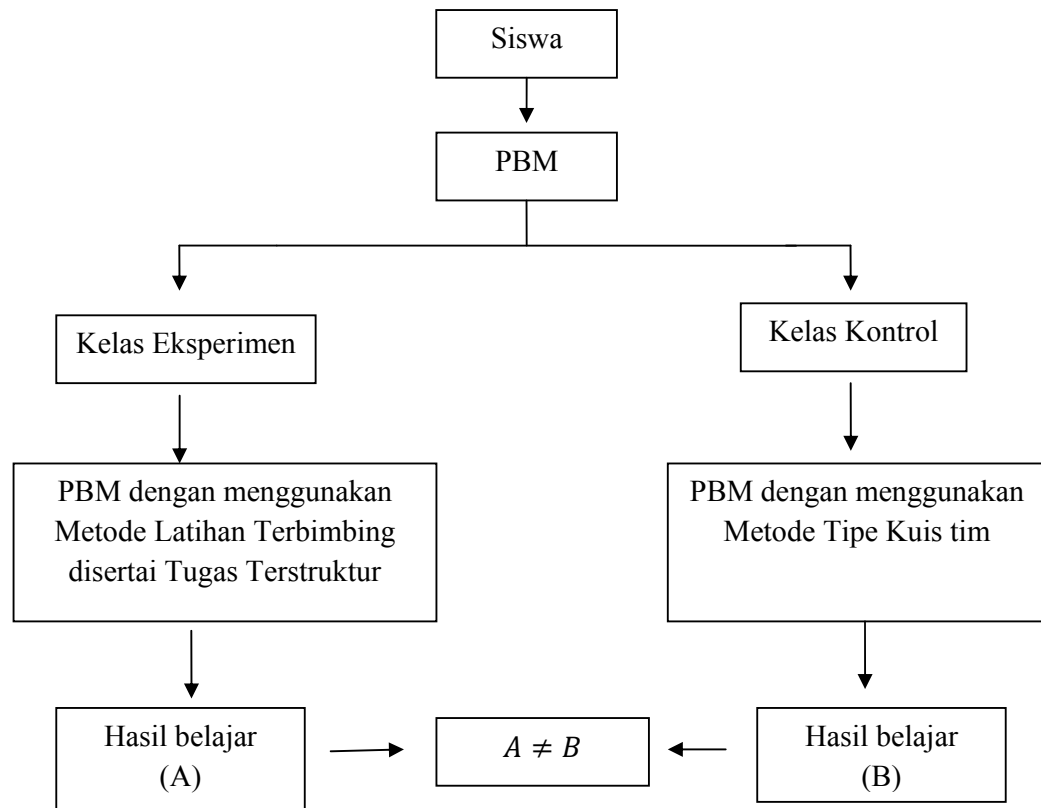 Siswa
PBM
Kelas Eksperimen
Kelas Kontrol
PBM dengan menggunakan
Metode Latihan Terbimbing
disertai Tugas Terstruktur
PBM dengan menggunakan
Metode Tipe Kuis tim
Hasil belajar
(A)
A ≠ B
Hasil belajar
(B)